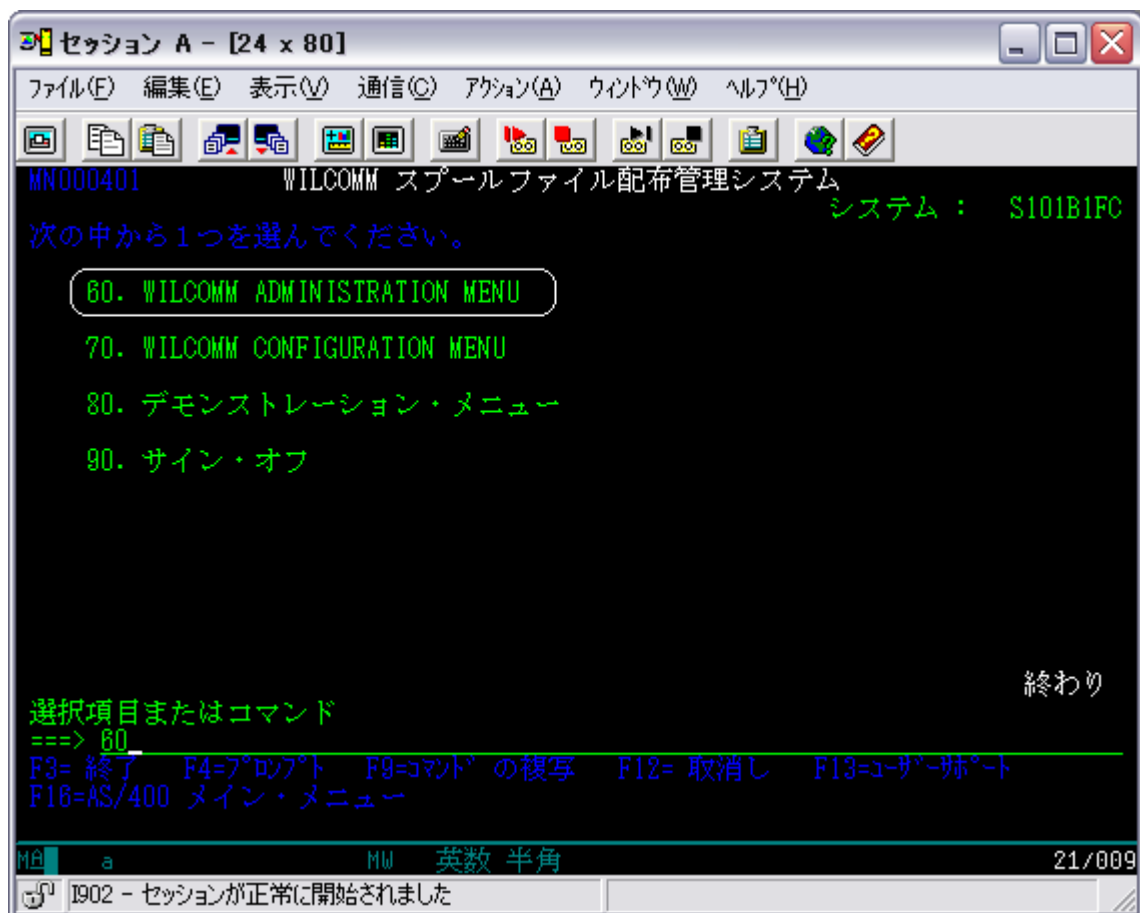 セッション A - [24 x 80]
ファイル(F) 編集(E) 表示(V) 通信(C) アクション(A) ウィンドウ(W) ヘルプ(H)
MN000401 WILCOMM スプールファイル配布管理システム
システム： S101B1FC
次の中から１つを選んでください。
60. WILCOMM ADMINISTRATION MENU
70. WILCOMM CONFIGURATION MENU
80. デモンストレーション・メニュー
90. サイン・オフ
終わり
選択項目またはコマンド
===> 60
F3= 終了 F4=ﾌﾟﾛﾝﾌﾟﾄ F9=ｺﾏﾝﾄﾞ の複写 F12= 取消し F13=ﾕｰｻﾞｰｻﾎﾟｰﾄ
F16=AS/400 メイン・メニュー
MA a MW 英数 半角 21/009
I902 - セッションが正常に開始されました